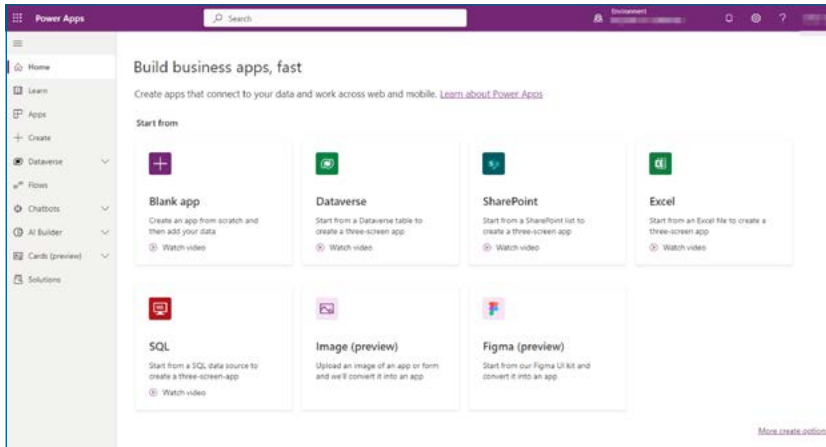 Power Apps
Search
Environment
?
Home
Learn
Apps
Create
Dataverse
Flows
Chatbots
AI Builder
Cards (preview)
Solutions
Build business apps, fast
Create apps that connect to your data and work across web and mobile. Learn about Power Apps
Start from
Blank app
Create an app from scratch and
then add your data
Watch video
Dataverse
Start from a Dataverse table to
create a three-screen app
Watch video
SharePoint
Start from a SharePoint list to
create a three-screen app
Watch video
Excel
Start from an Excel file to create a
three-screen app
Watch video
SQL
Start from a SQL data source to
create a three-screen-app
Watch video
Image (preview)
Upload an image of an app or form
and we'll convert it into an app
Figma (preview)
Start from our Figma UI kit and
convert it into an app
More create option